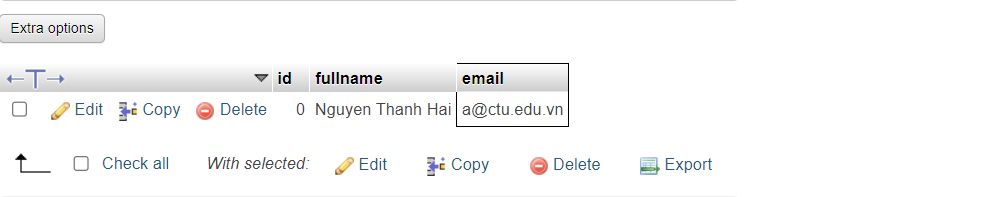 Extra options
←T→ id fullname email
Edit Copy Delete 0 Nguyen Thanh Hai a@ctu.edu.vn
Check all With selected: Edit Copy Delete Export